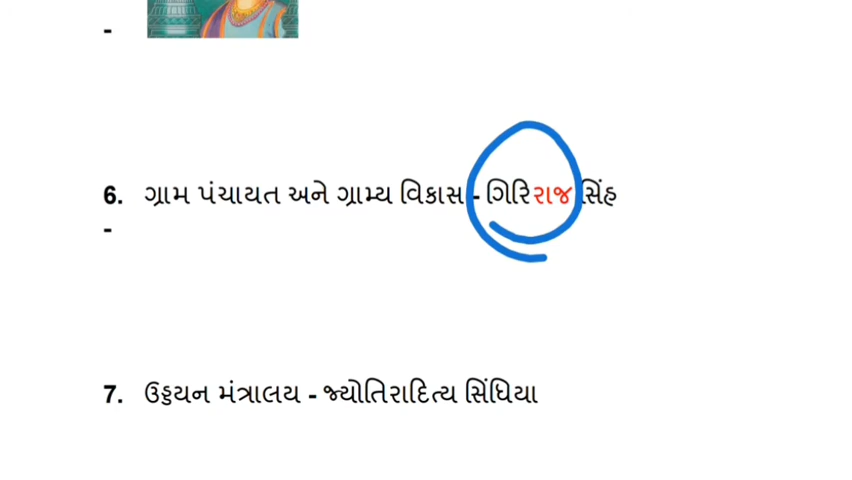 -
6. ગ્રામ પંચાયત અને ગ્રામ્ય વિકાસ - ગિરિરાજ સિંહ
-
7. ઉડ્ડયન મંત્રાલય - જ્યોતિરાદિત્ય સિંધિયા